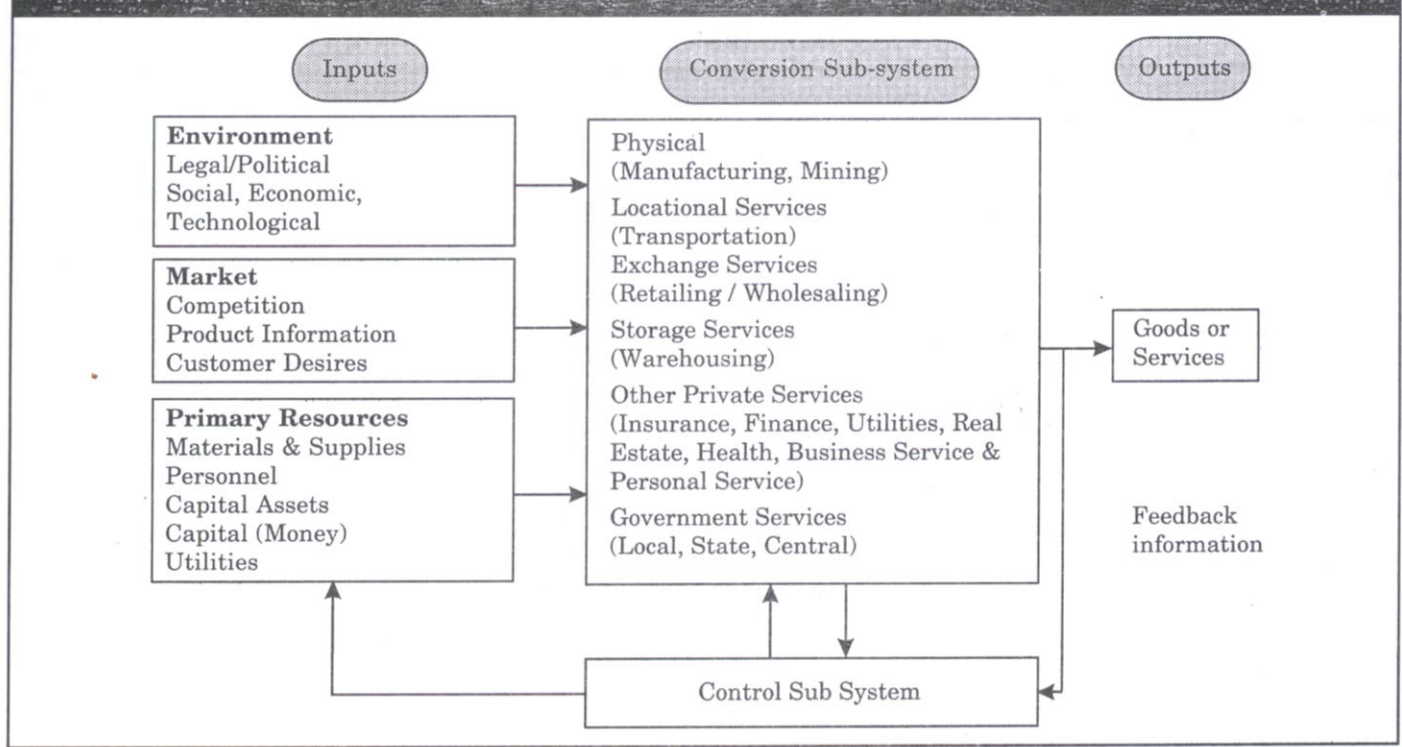 Inputs
Conversion Sub-system
Outputs
Environment
Legal/Political
Social, Economic,
Technological
Market
Competition
Product Information
Customer Desires
Primary Resources
Materials & Supplies
Personnel
Capital Assets
Capital (Money)
Utilities
Physical
(Manufacturing, Mining)
Locational Services
(Transportation)
Exchange Services
(Retailing / Wholesaling)
Storage Services
(Warehousing)
Other Private Services
(Insurance, Finance, Utilities, Real
Estate, Health, Business Service &
Personal Service)
Government Services
(Local, State, Central)
Goods or
Services
Feedback
information
Control Sub System